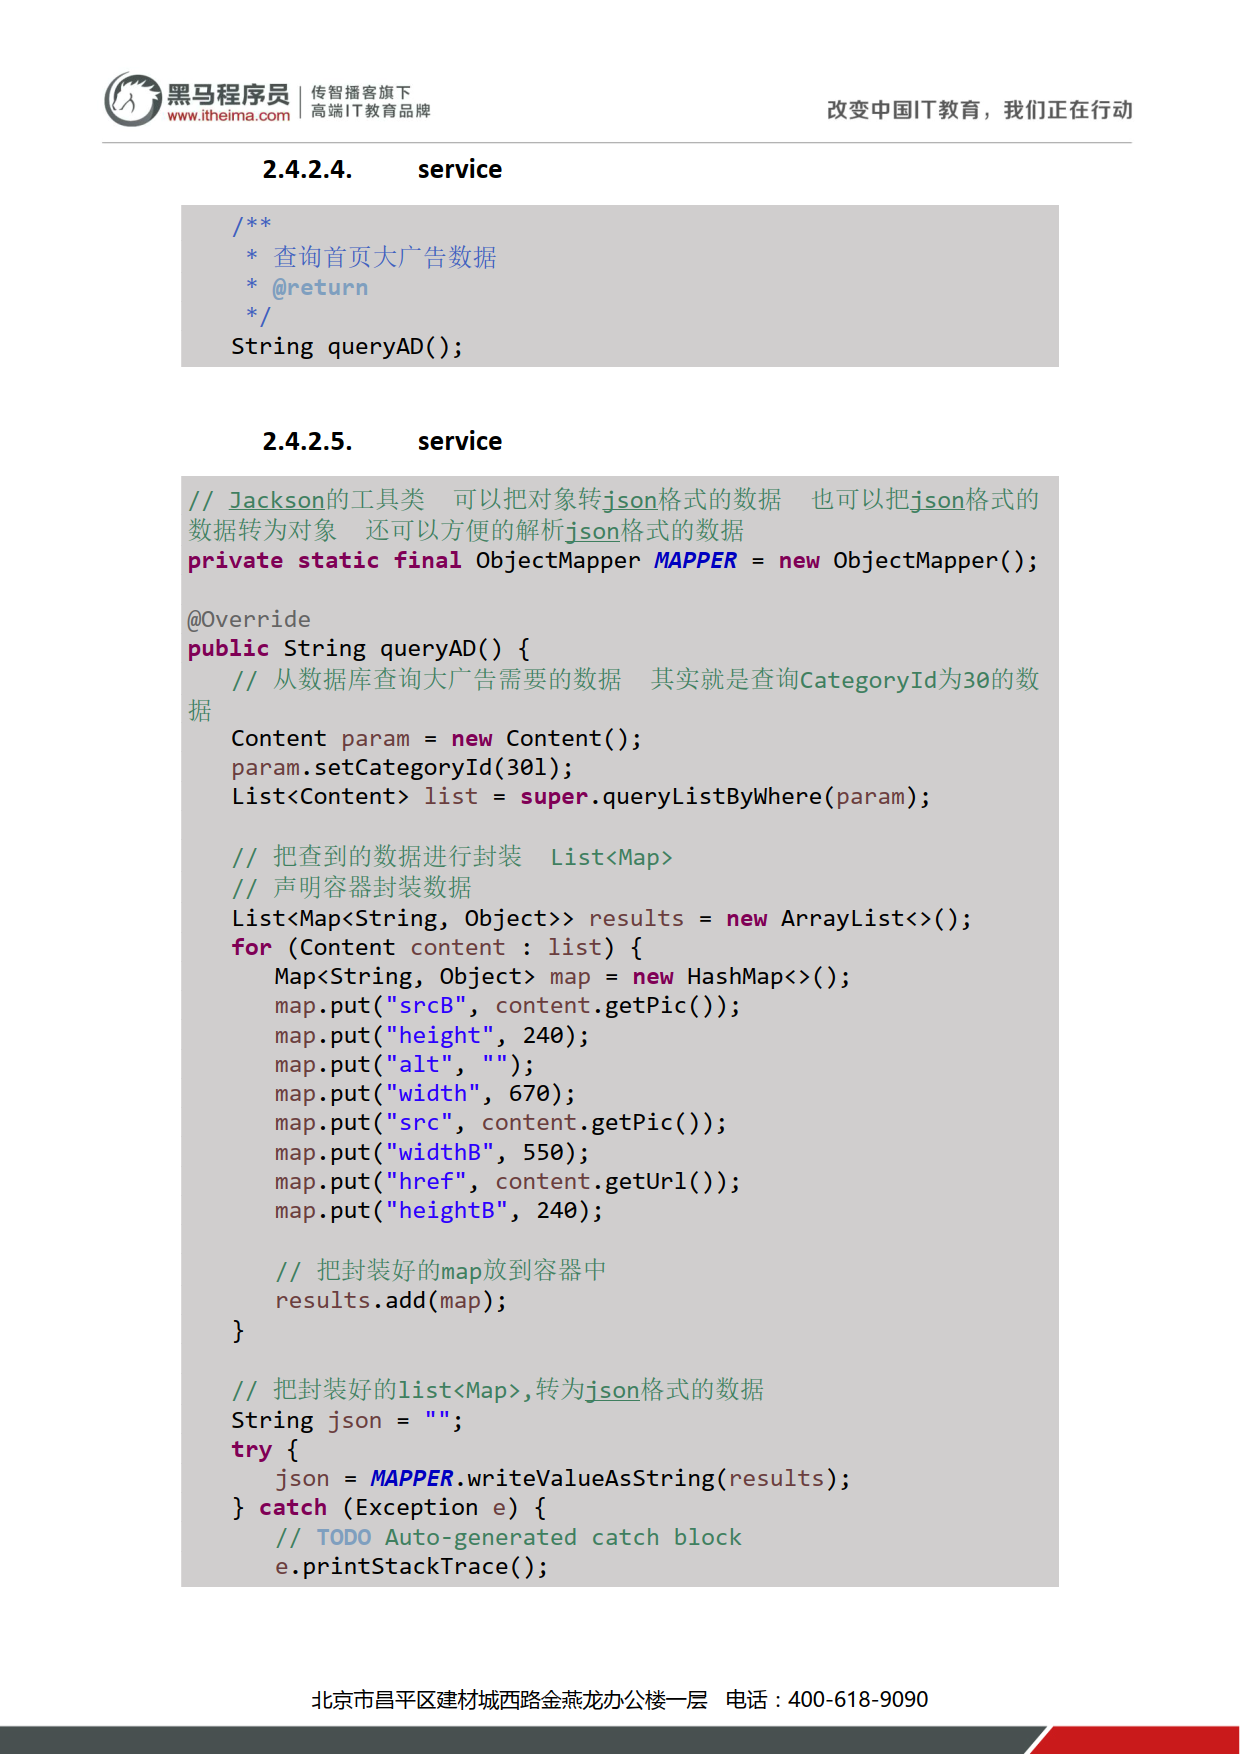 黑马程序员
www.itheima.com
传智播客旗下
高端IT教育品牌
改变中国IT教育，我们正在行动
2.4.2.4. service
/**
 * 查询首页大广告数据
 * @return
 */
String queryAD();
2.4.2.5. service
// Jackson的工具类  可以把对象转json格式的数据  也可以把json格式的
数据转为对象  还可以方便的解析json格式的数据
private static final ObjectMapper MAPPER = new ObjectMapper();
@Override
public String queryAD() {
// 从数据库查询大广告需要的数据  其实就是查询CategoryId为30的数
据
Content param = new Content();
param.setCategoryId(30l);
List<Content> list = super.queryListByWhere(param);
// 把查到的数据进行封装  List<Map>
// 声明容器封装数据
List<Map<String, Object>> results = new ArrayList<>();
for (Content content : list) {
Map<String, Object> map = new HashMap<>();
map.put("srcB", content.getPic());
map.put("height", 240);
map.put("alt", "");
map.put("width", 670);
map.put("src", content.getPic());
map.put("widthB", 550);
map.put("href", content.getUrl());
map.put("heightB", 240);
// 把封装好的map放到容器中
results.add(map);
}
// 把封装好的list<Map>,转为json格式的数据
String json = "";
try {
json = MAPPER.writeValueAsString(results);
} catch (Exception e) {
// TODO Auto-generated catch block
e.printStackTrace();
北京市昌平区建材城西路金燕龙办公楼一层  电话：400-618-9090